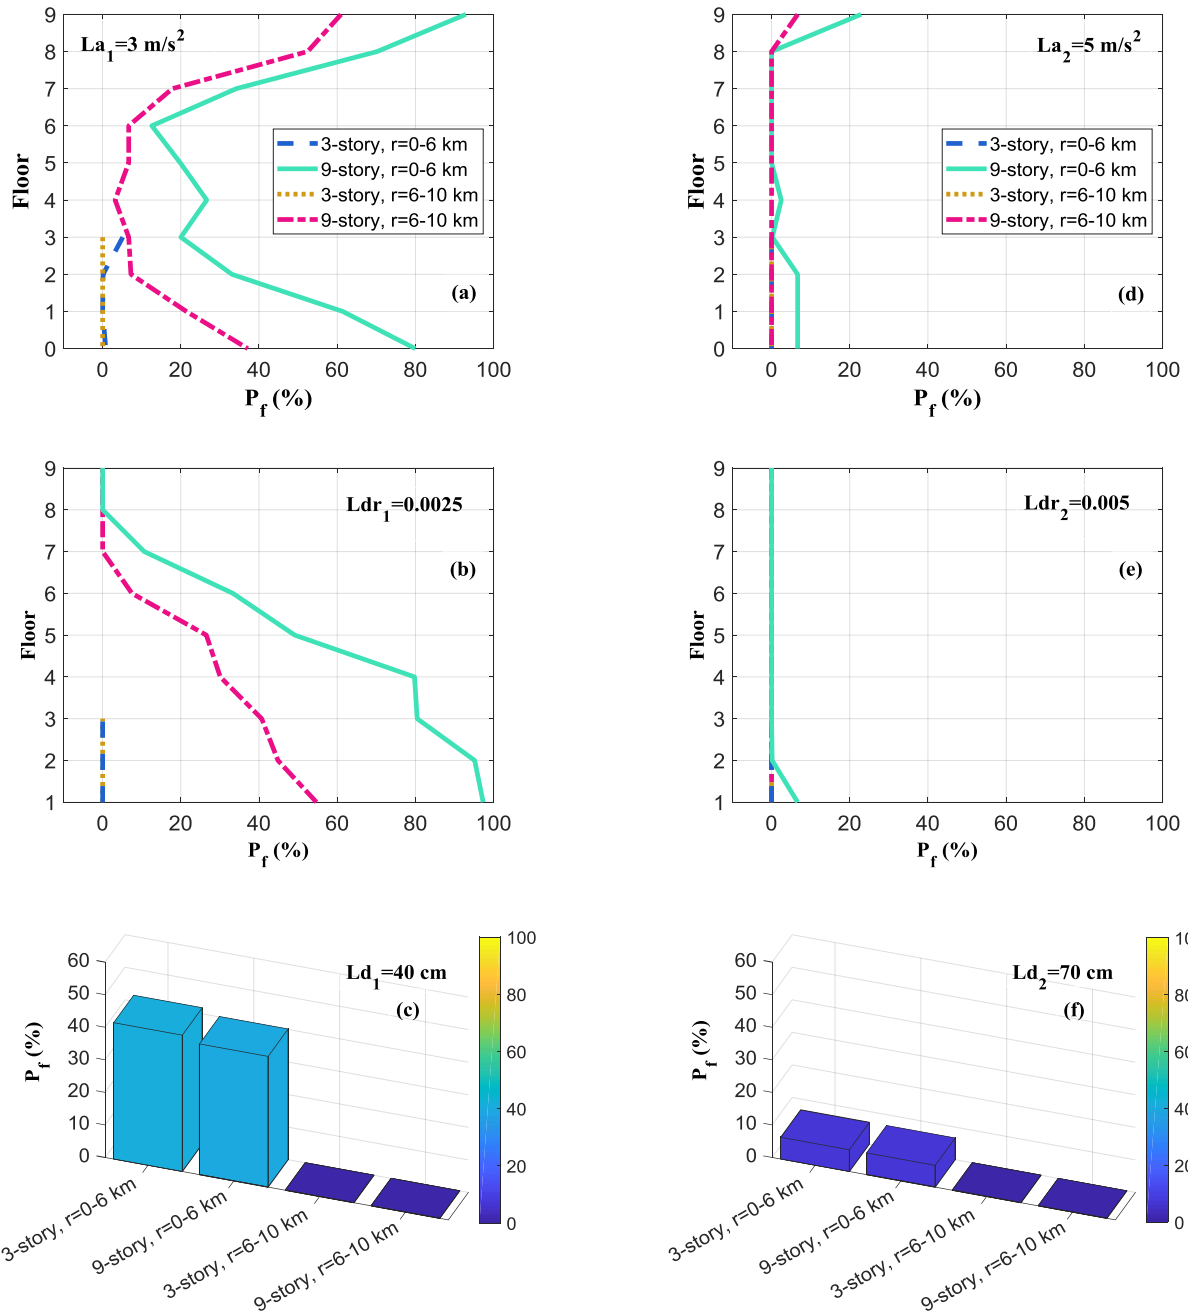 La1=3 m/s2
9
8
7
6
5
4
3
2
1
0
Floor
3-story, r=0-6 km
9-story, r=0-6 km
3-story, r=6-10 km
9-story, r=6-10 km
(a)
0 20 40 60 80 100
Pf (%)
La2=5 m/s2
9
8
7
6
5
4
3
2
1
0
Floor
3-story, r=0-6 km
9-story, r=0-6 km
3-story, r=6-10 km
9-story, r=6-10 km
(d)
0 20 40 60 80 100
Pf (%)
Ldr1=0.0025
9
8
7
6
5
4
3
2
1
Floor
(b)
0 20 40 60 80 100
Pf (%)
Ldr2=0.005
9
8
7
6
5
4
3
2
1
Floor
(e)
0 20 40 60 80 100
Pf (%)
Ld1=40 cm
(c)
60
50
40
30
20
10
0
Pf (%)
3-story, r=0-6 km
9-story, r=0-6 km
3-story, r=6-10 km
9-story, r=6-10 km
100
80
60
40
20
0
Ld2=70 cm
(f)
60
50
40
30
20
10
0
Pf (%)
3-story, r=0-6 km
9-story, r=0-6 km
3-story, r=6-10 km
9-story, r=6-10 km
10
80
60
40
20
0